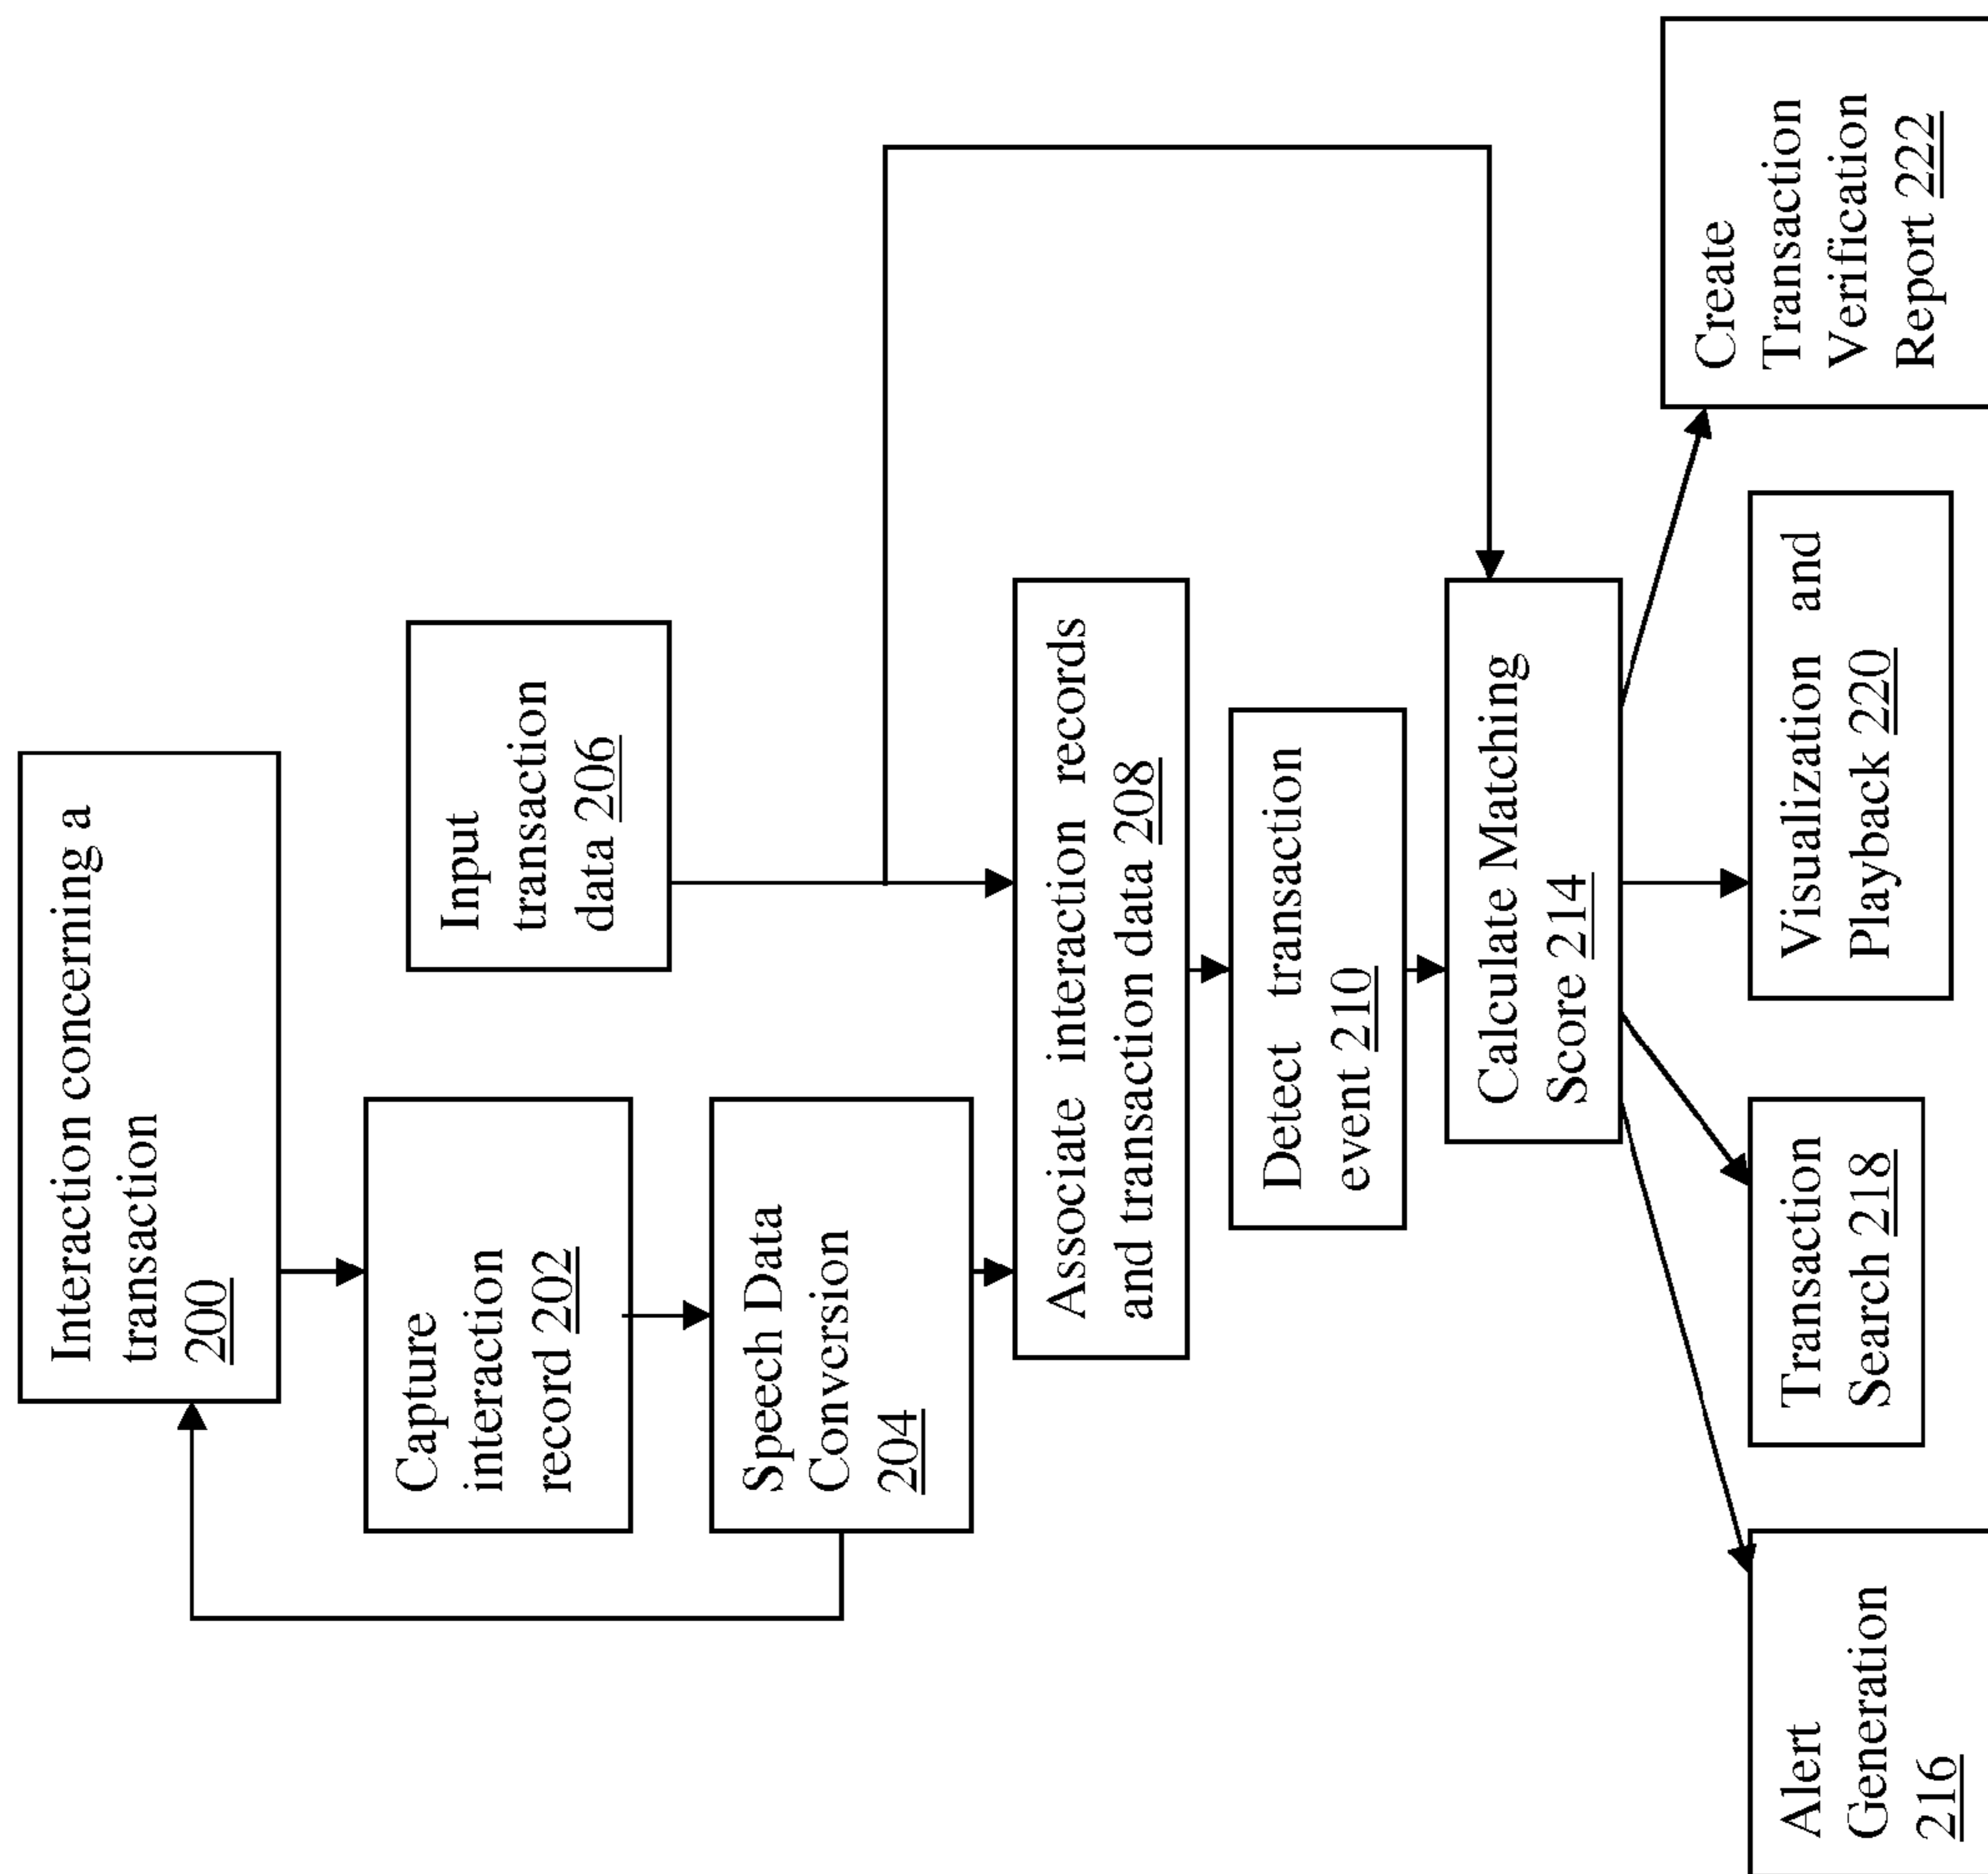 Interaction concerning a
transaction
200
Capture
interaction
record 202
Input
transaction
data 206
Speech Data
Conversion
204
Associate interaction records
and transaction data 208
Detect transaction
event 210
Calculate Matching
Score 214
Alert
Generation
216
Transaction
Search 218
Visualization and
Playback 220
Create
Transaction
Verification
Report 222